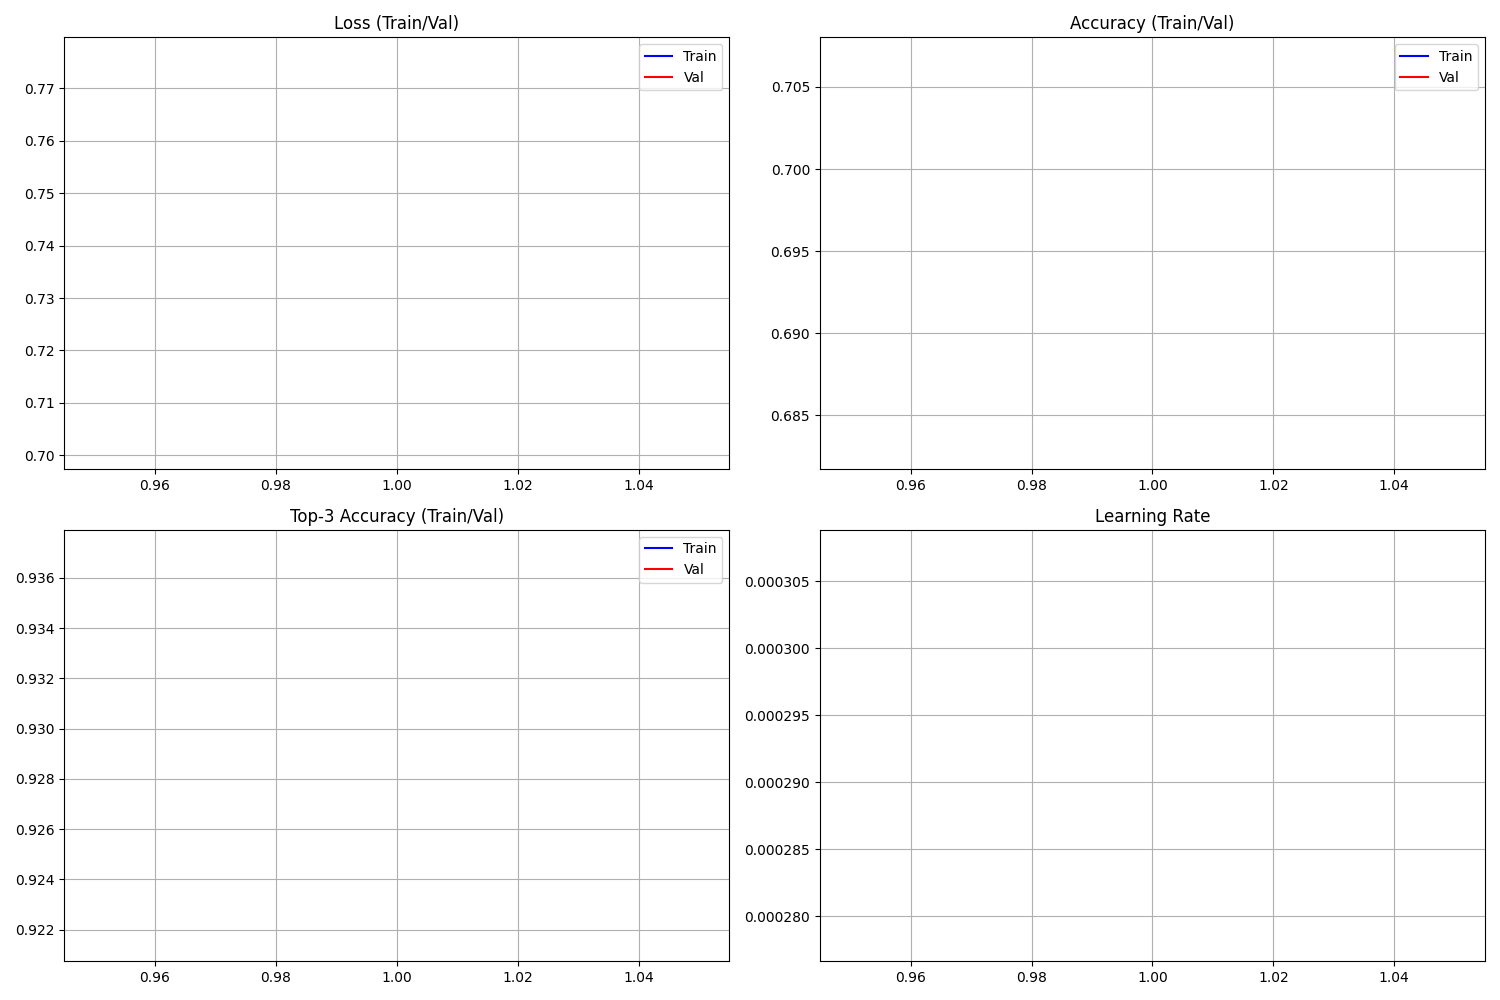 Loss (Train/Val)
Train
Val
0.77
0.76
0.75
0.74
0.73
0.72
0.71
0.70
0.96 0.98 1.00 1.02 1.04
Accuracy (Train/Val)
Train
Val
0.705
0.700
0.695
0.690
0.685
0.96 0.98 1.00 1.02 1.04
Top-3 Accuracy (Train/Val)
Train
Val
0.936
0.934
0.932
0.930
0.928
0.926
0.924
0.922
0.96 0.98 1.00 1.02 1.04
Learning Rate
0.000305
0.000300
0.000295
0.000290
0.000285
0.000280
0.96 0.98 1.00 1.02 1.04